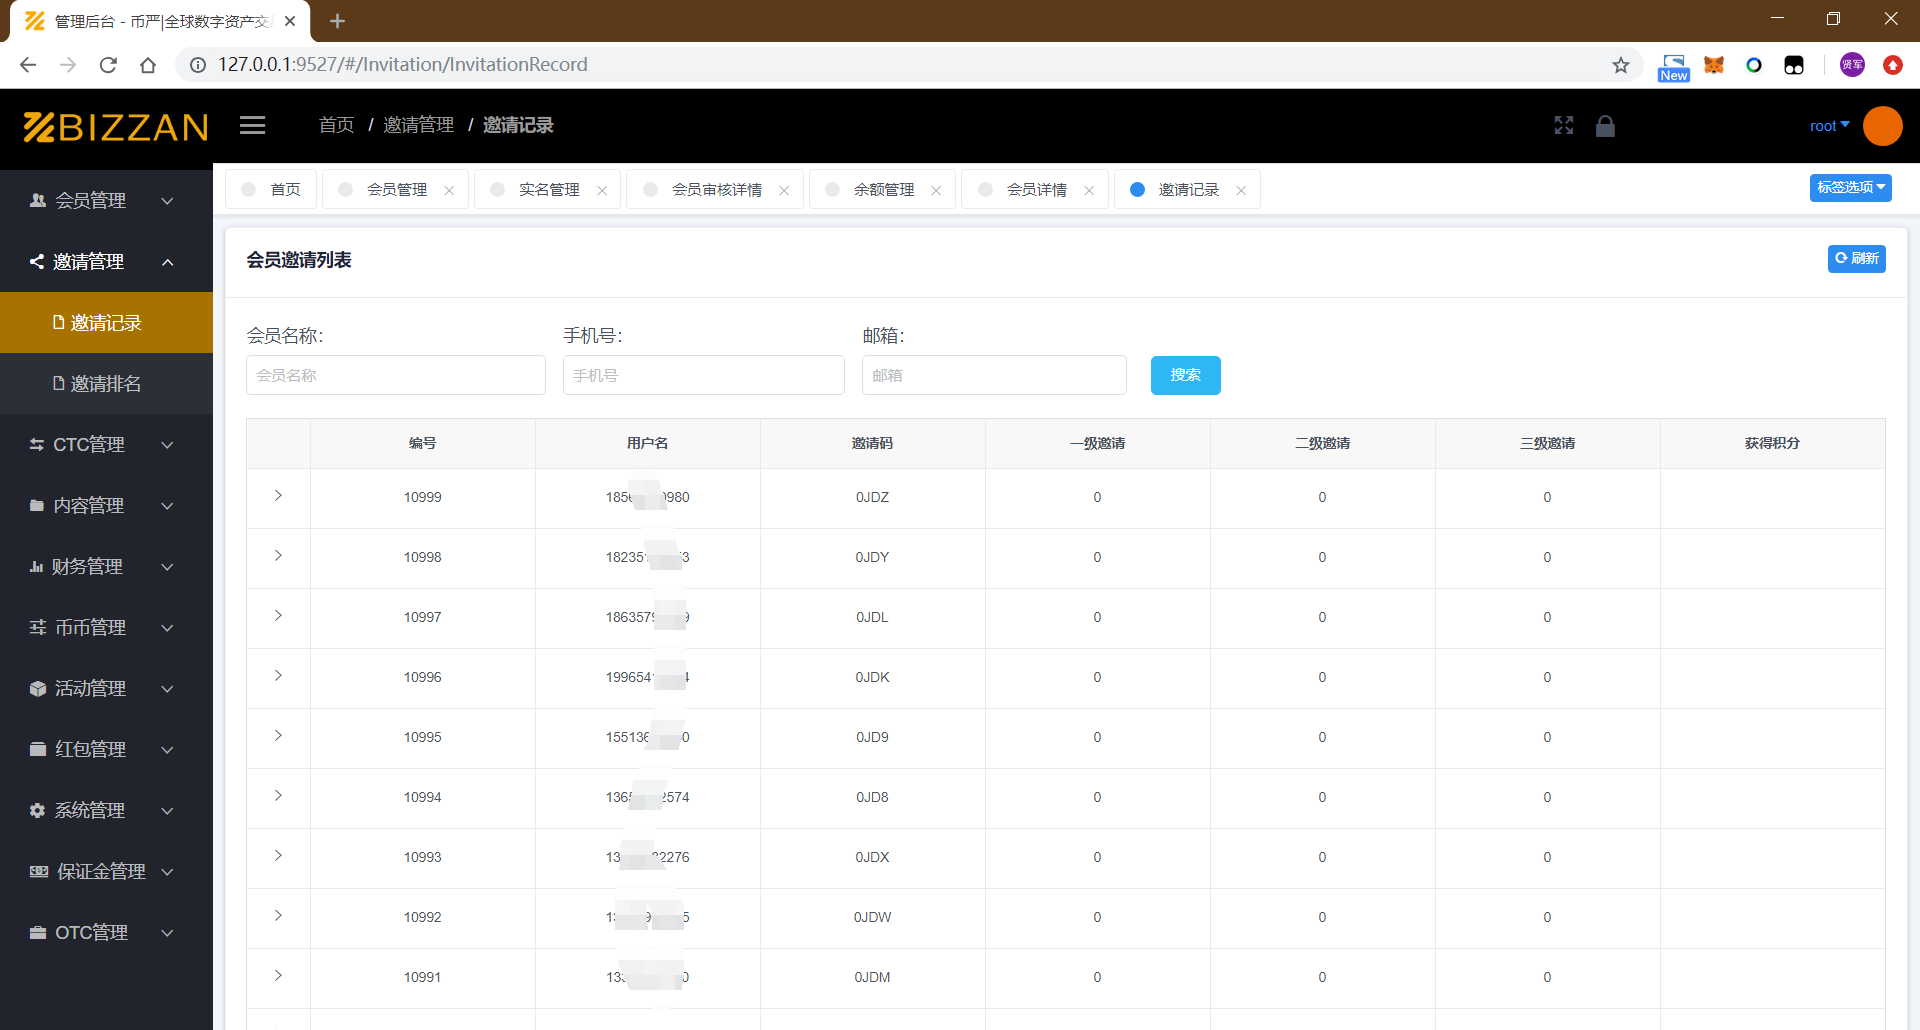 管理后台 - 币严|全球数字资产交
127.0.0.1:9527/#/Invitation/InvitationRecord
New
贤军
BIZZAN
首页 / 邀请管理 / 邀请记录
root
首页 会员管理 实名管理 会员审核详情 余额管理 会员详情 邀请记录
标签选项
会员管理
邀请管理
邀请记录
邀请排名
CTC管理
内容管理
财务管理
币币管理
活动管理
红包管理
系统管理
保证金管理
OTC管理
会员邀请列表
刷新
会员名称: 手机号: 邮箱:
会员名称 手机号 邮箱 搜索
编号 用户名 邀请码 一级邀请 二级邀请 三级邀请 获得积分
10999 185 980 0JDZ 0 0 0
10998 18235 3 0JDY 0 0 0
10997 186357 9 0JDL 0 0 0
10996 199654 4 0JDK 0 0 0
10995 15513 0 0JD9 0 0 0
10994 136 2574 0JD8 0 0 0
10993 13 2276 0JDX 0 0 0
10992 1 9 5 0JDW 0 0 0
10991 13 0 0JDM 0 0 0